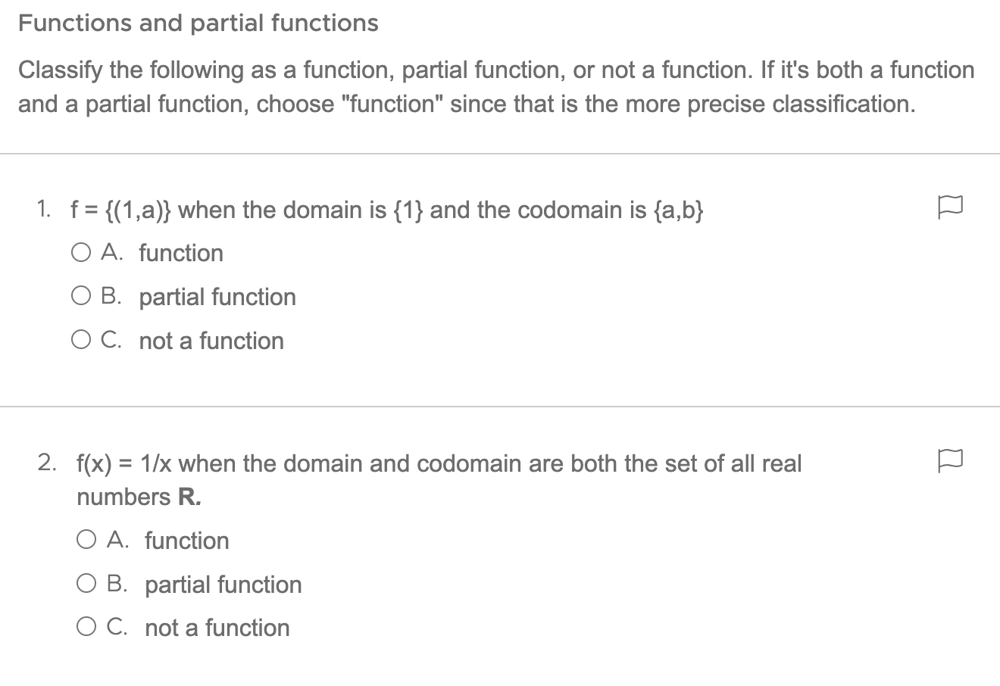 Functions and partial functions
Classify the following as a function, partial function, or not a function. If it's both a function
and a partial function, choose "function" since that is the more precise classification.
1. f = {(1,a)} when the domain is {1} and the codomain is {a,b}
A. function
B. partial function
C. not a function
2. f(x) = 1/x when the domain and codomain are both the set of all real
numbers R.
A. function
B. partial function
C. not a function